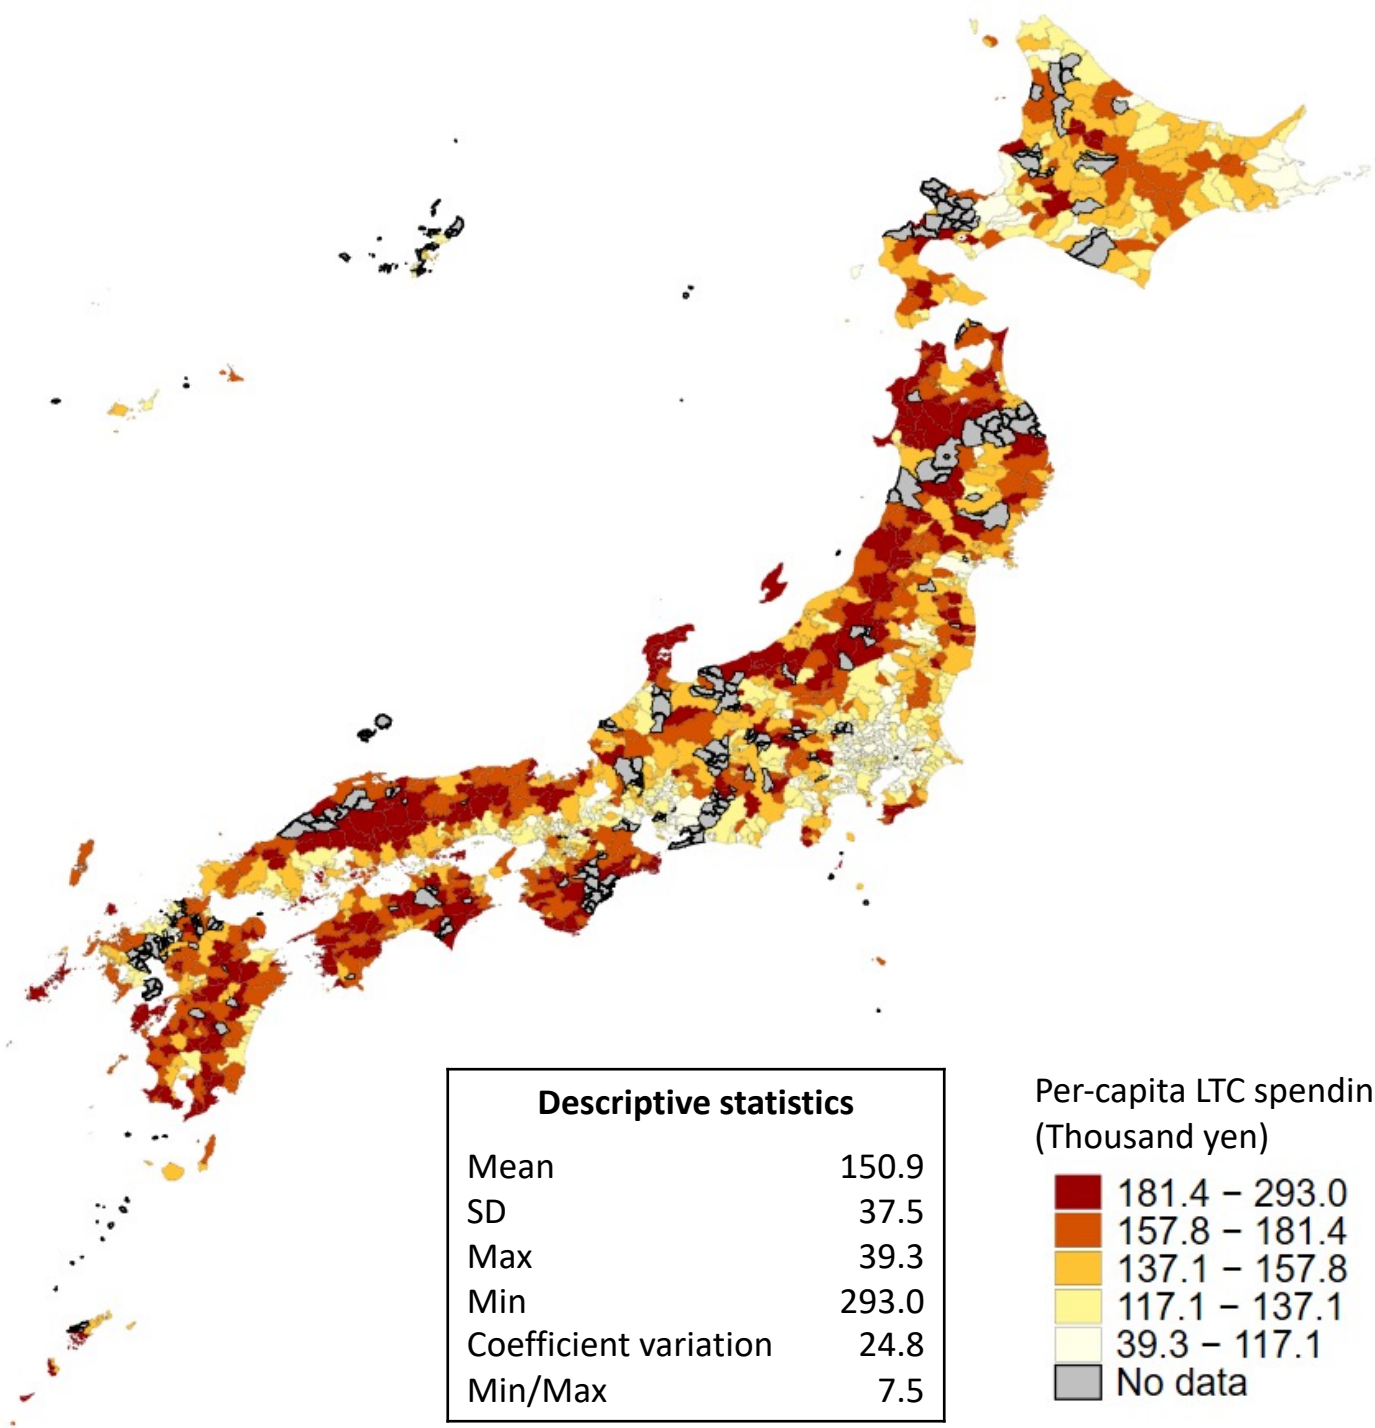 Descriptive statistics
Mean 150.9
SD 37.5
Max 39.3
Min 293.0
Coefficient variation 24.8
Min/Max 7.5
Per-capita LTC spendin
(Thousand yen)
181.4 − 293.0
157.8 − 181.4
137.1 − 157.8
117.1 − 137.1
39.3 − 117.1
No data